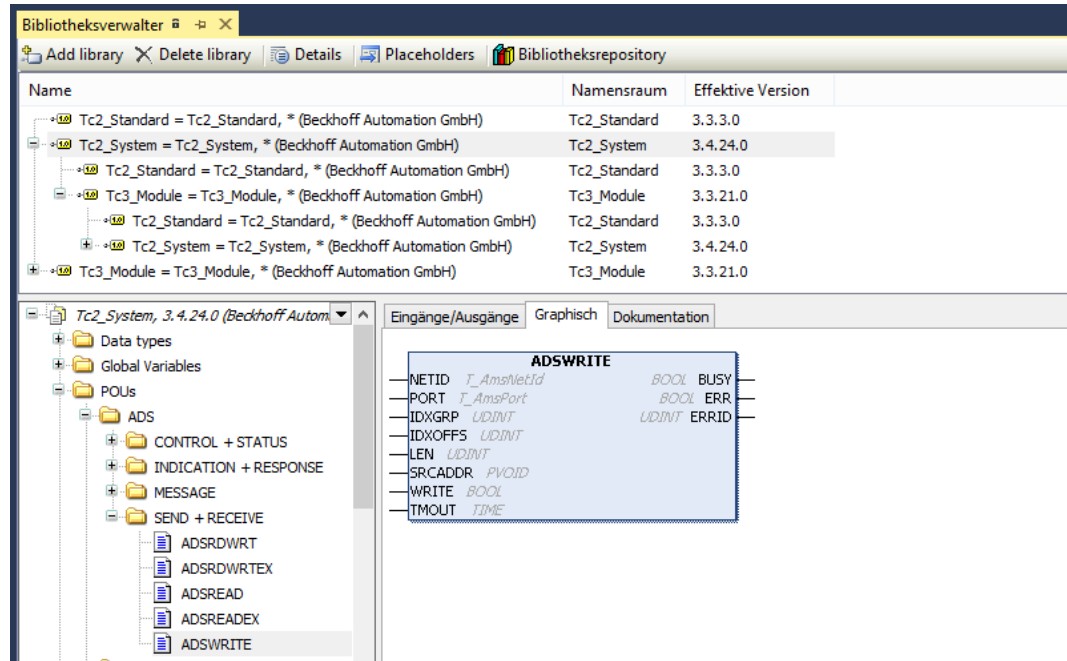 Bibliotheksverwalter
Add library Delete library Details Placeholders Bibliotheksrepository
Name Namensraum Effektive Version
Tc2_Standard = Tc2_Standard, * (Beckhoff Automation GmbH) Tc2_Standard 3.3.3.0
Tc2_System = Tc2_System, * (Beckhoff Automation GmbH) Tc2_System 3.4.24.0
Tc2_Standard = Tc2_Standard, * (Beckhoff Automation GmbH) Tc2_Standard 3.3.3.0
Tc3_Module = Tc3_Module, * (Beckhoff Automation GmbH) Tc3_Module 3.3.21.0
Tc2_Standard = Tc2_Standard, * (Beckhoff Automation GmbH) Tc2_Standard 3.3.3.0
Tc2_System = Tc2_System, * (Beckhoff Automation GmbH) Tc2_System 3.4.24.0
Tc3_Module = Tc3_Module, * (Beckhoff Automation GmbH) Tc3_Module 3.3.21.0
Tc2_System, 3.4.24.0 (Beckhoff Autom
Data types
Global Variables
POUs
ADS
CONTROL + STATUS
INDICATION + RESPONSE
MESSAGE
SEND + RECEIVE
ADSRDWRT
ADSRDWRTEX
ADSREAD
ADSREADEX
ADSWRITE
Eingänge/Ausgänge Graphisch Dokumentation
ADSWRITE
NETID T_AmsNetId BOOL BUSY
PORT T_AmsPort BOOL ERR
IDXGRP UDINT UDINT ERRID
IDXOFFS UDINT
LEN UDINT
SRCADDR PVOID
WRITE BOOL
TMOUT TIME